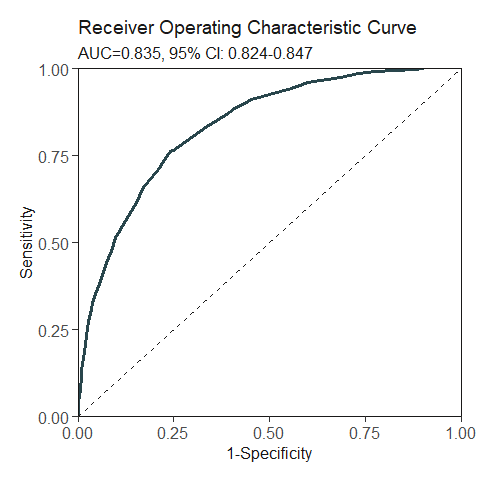 Receiver Operating Characteristic Curve
AUC=0.835, 95% CI: 0.824-0.847
1.00
0.75
0.50
0.25
0.00
Sensitivity
0.00 0.25 0.50 0.75 1.00
1-Specificity